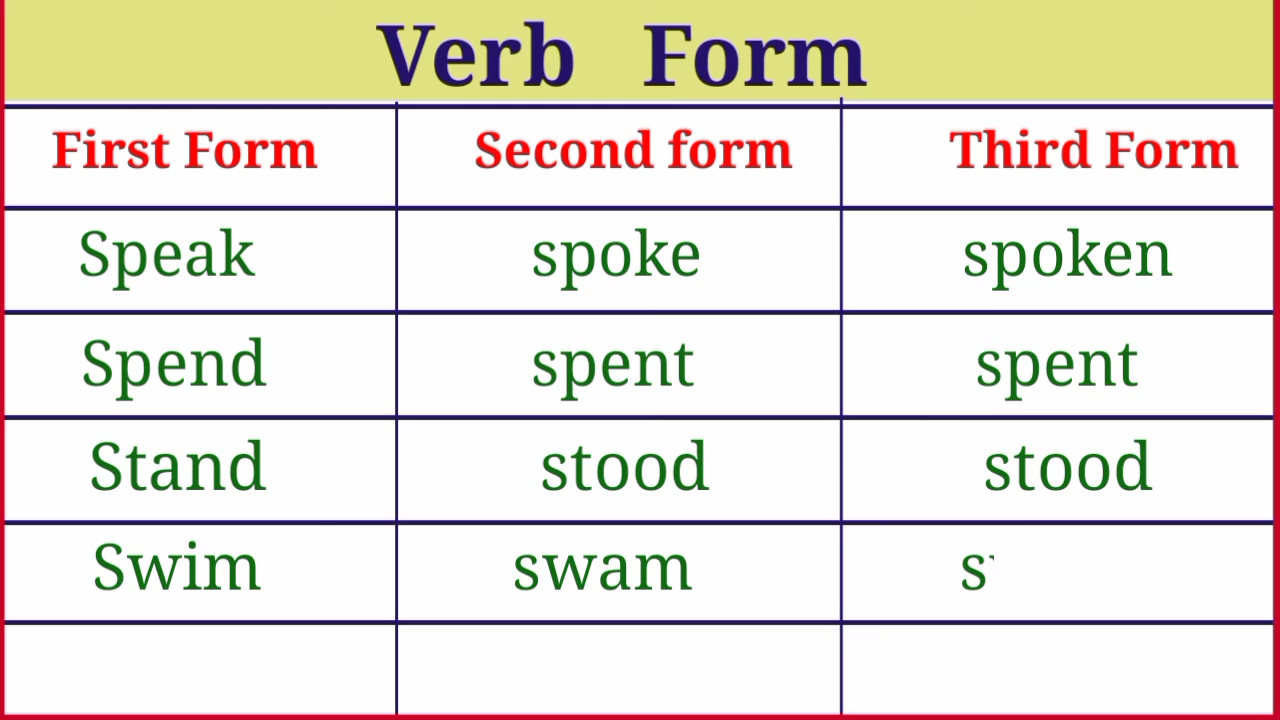 Verb Form
First Form Second form Third Form
Speak spoke spoken
Spend spent spent
Stand stood stood
Swim swam